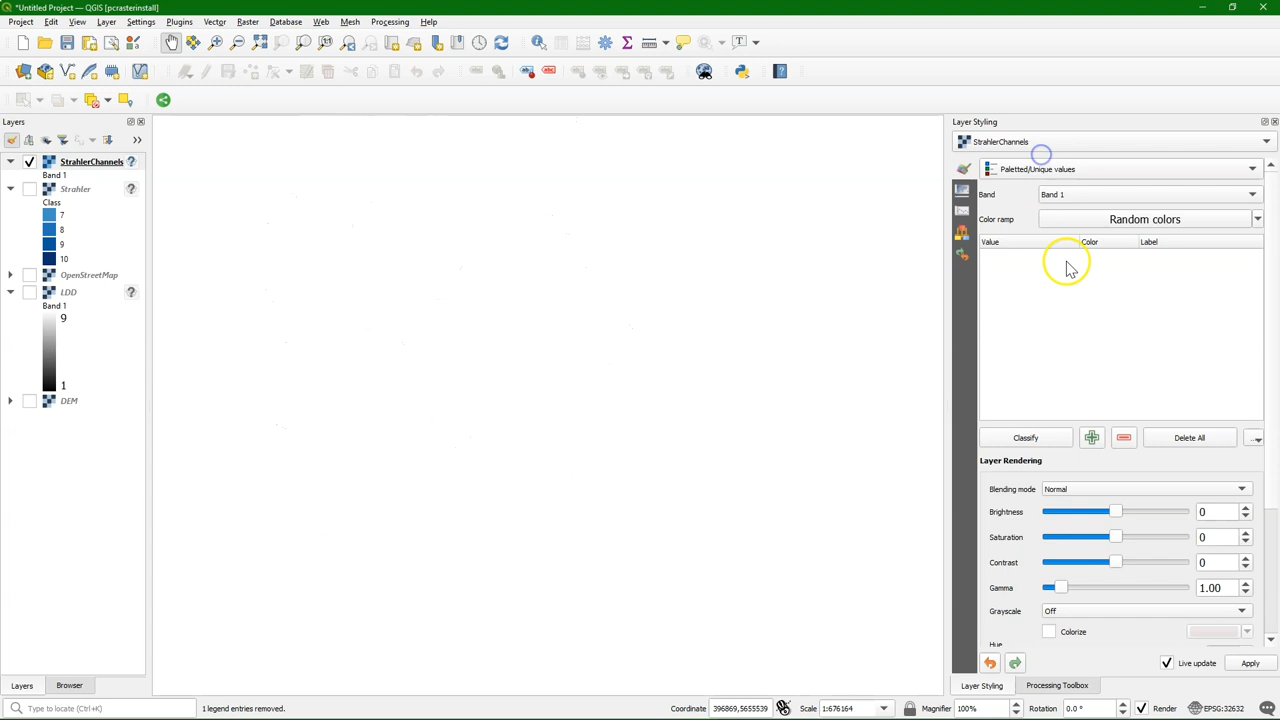 *Untitled Project — QGIS [pcrasterinstall]
Project Edit View Layer Settings Plugins Vector Raster Database Web Mesh Processing Help
Layers
Layer Styling
StrahlerChannels
StrahlerChannels
Band 1
Paletted/Unique values
Strahler
Class
Band
Band 1
7
Color ramp
Random colors
8
Value
Color
Label
9
10
OpenStreetMap
LDD
Band 1
9
1
DEM
Classify
Delete All
...
Layer Rendering
Blending mode
Normal
Brightness
0
Saturation
0
Contrast
0
Gamma
1.00
Grayscale
Off
Colorize
Hue
Live update
Apply
Layers
Browser
Layer Styling
Processing Toolbox
Type to locate (Ctrl+K)
1 legend entries removed.
Coordinate
396869,5655539
Scale
1:676164
Magnifier
100%
Rotation
0.0 °
Render
EPSG:32632